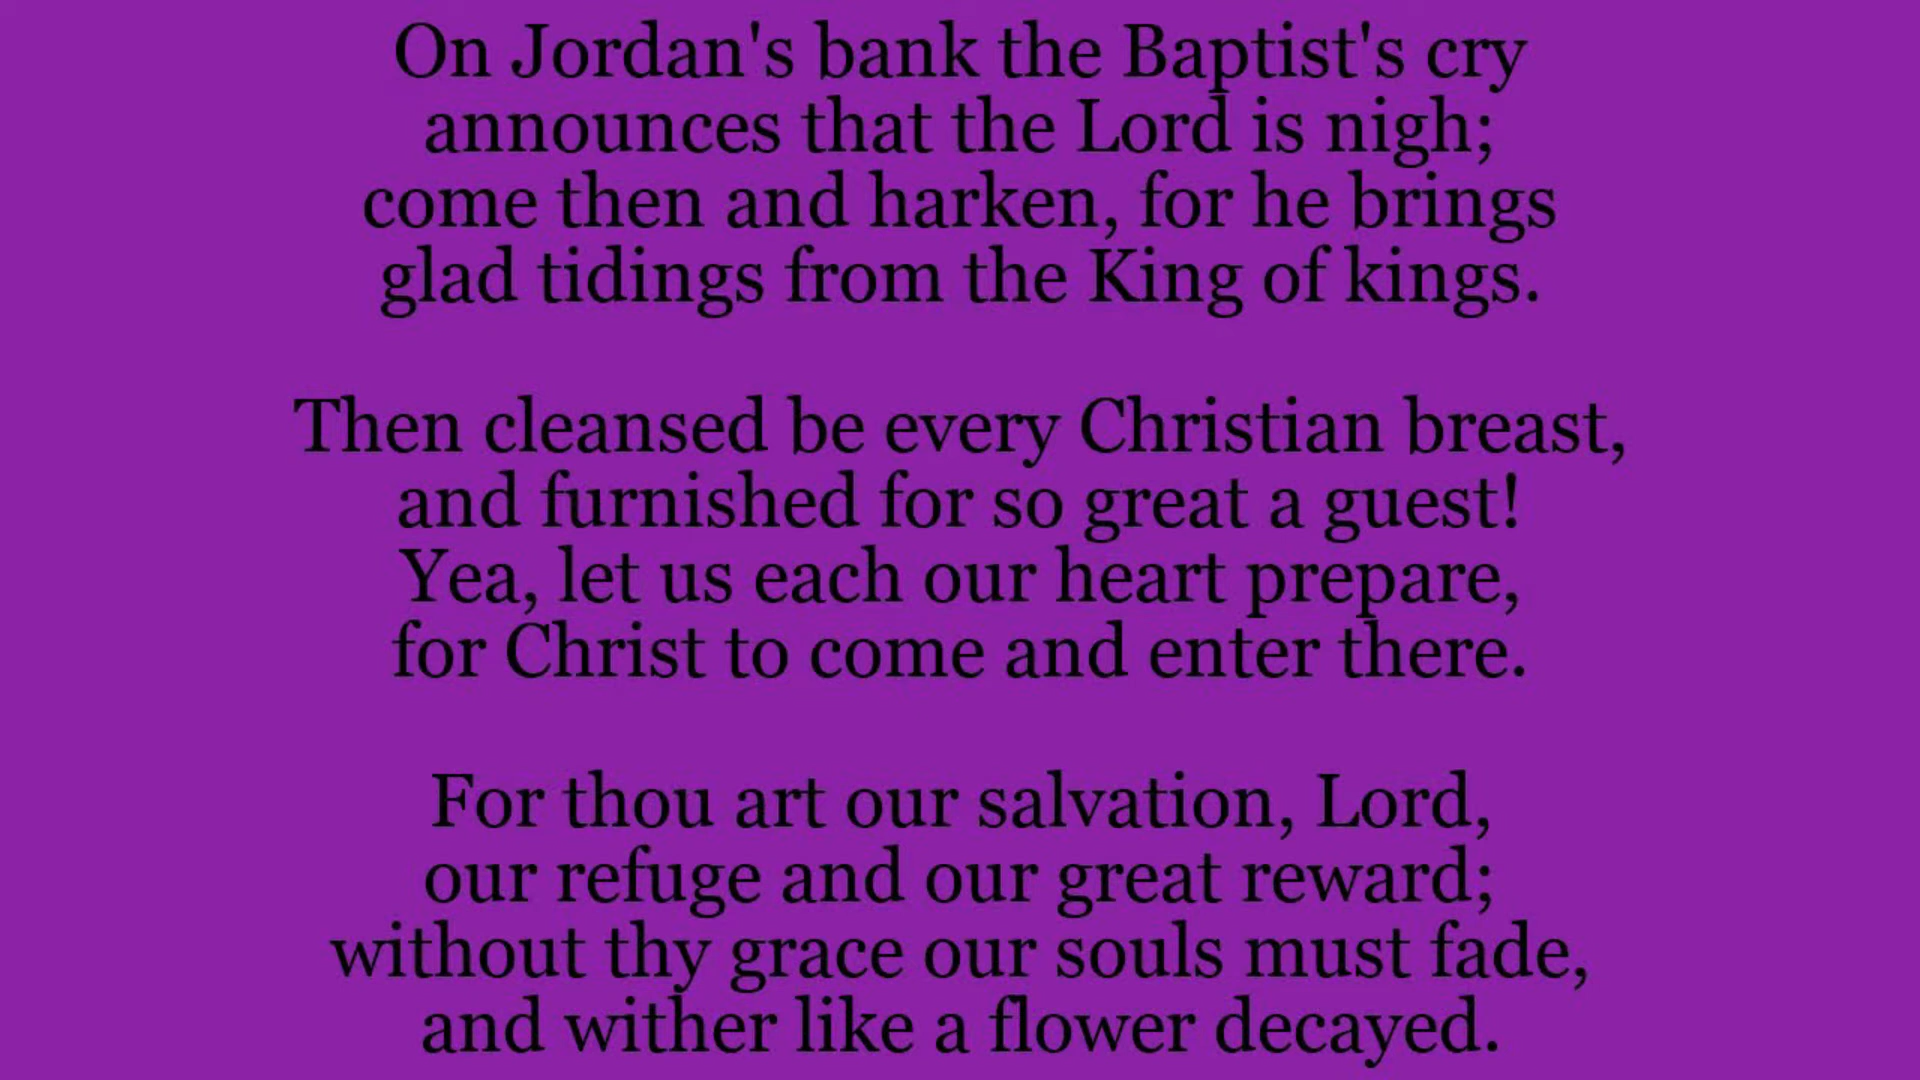 On Jordan's bank the Baptist's cry
announces that the Lord is nigh;
come then and harken, for he brings
glad tidings from the King of kings.
Then cleansed be every Christian breast,
and furnished for so great a guest!
Yea, let us each our heart prepare,
for Christ to come and enter there.
For thou art our salvation, Lord,
our refuge and our great reward;
without thy grace our souls must fade,
and wither like a flower decayed.